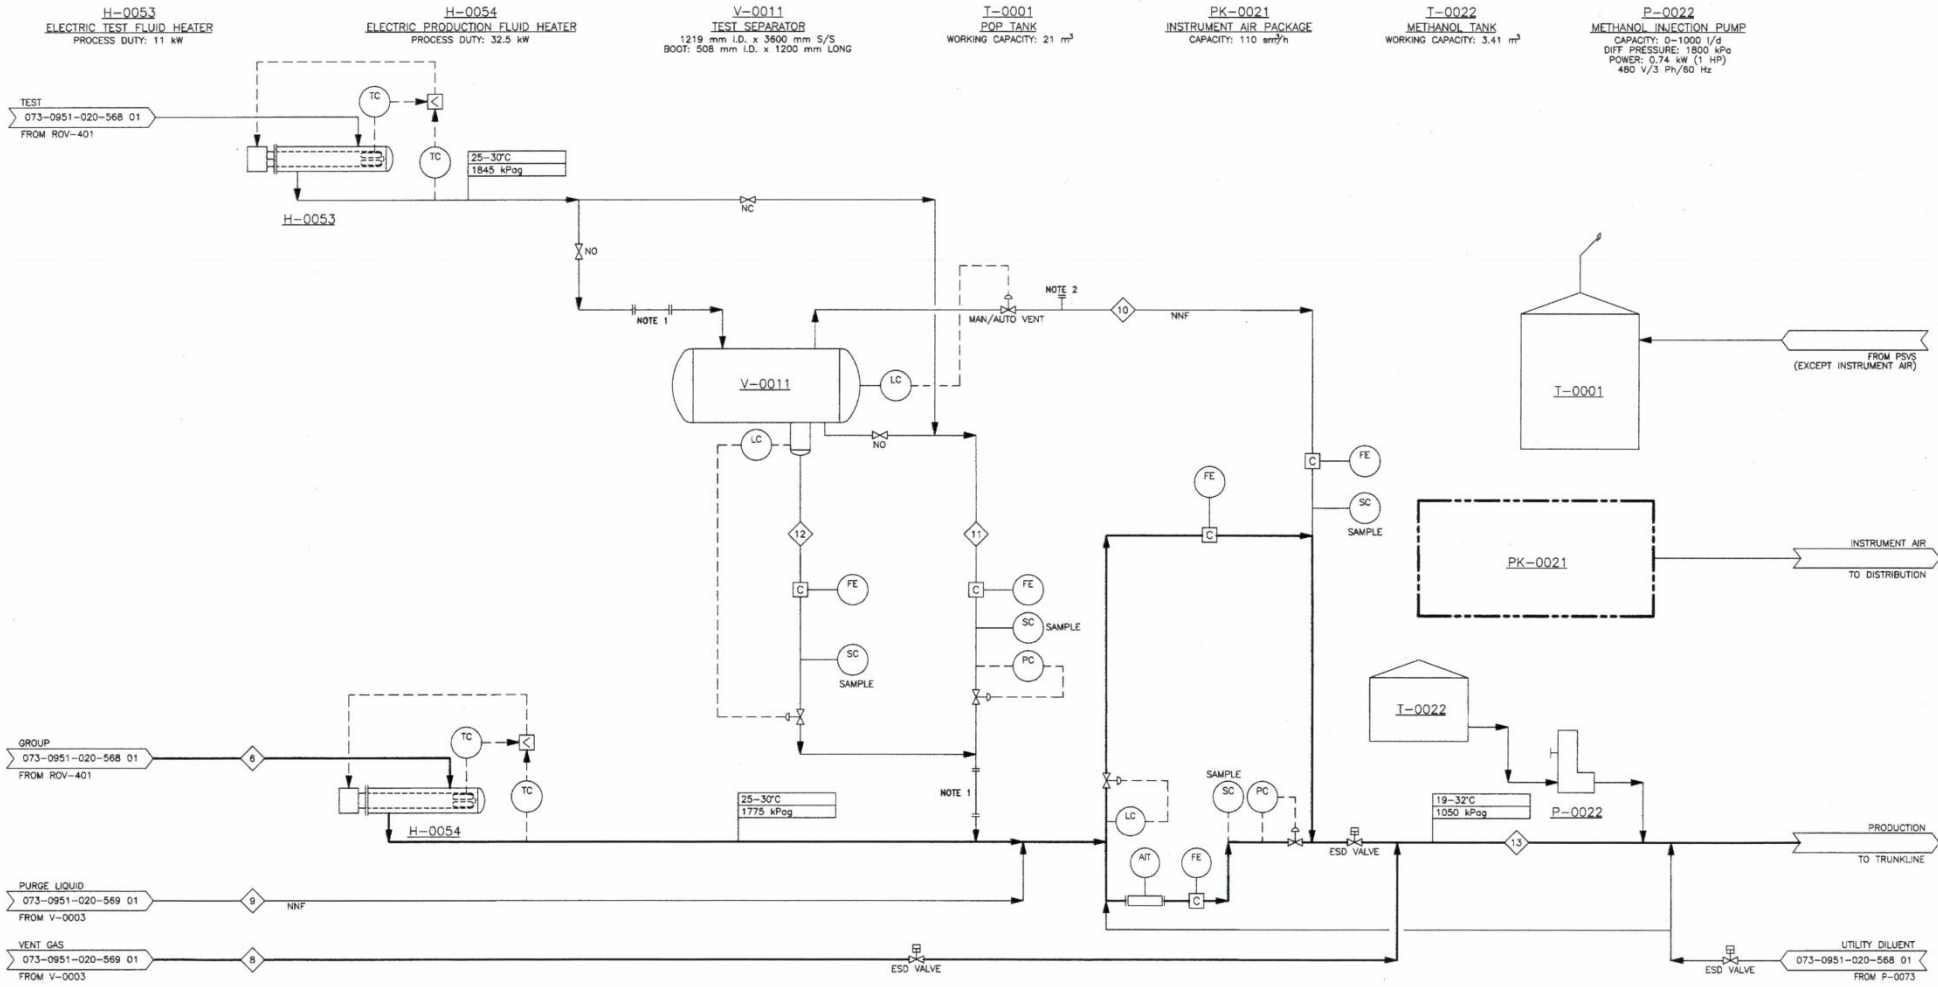 H-0053
ELECTRIC TEST FLUID HEATER
PROCESS DUTY: 11 kW
H-0054
ELECTRIC PRODUCTION FLUID HEATER
PROCESS DUTY: 32.5 kW
V-0011
TEST SEPARATOR
1219 mm I.D. x 3600 mm S/S
BOOT: 508 mm I.D. x 1200 mm LONG
T-0001
POP TANK
WORKING CAPACITY: 21 m³
PK-0021
INSTRUMENT AIR PACKAGE
CAPACITY: 110 sm³/h
T-0022
METHANOL TANK
WORKING CAPACITY: 3.41 m³
P-0022
METHANOL INJECTION PUMP
CAPACITY: 0-1000 l/d
DIFF PRESSURE: 1800 kPa
POWER: 0.74 kW (1 HP)
480 V/3 Ph/60 Hz
TEST
073-0951-020-568 01
FROM ROV-401
TC
<
TC
25-30°C
1845 kPag
H-0053
NC
NO
NOTE 1
MAN/AUTO VENT
NOTE 2
10
NNF
V-0011
LC
LC
NO
T-0001
FROM PSVS
(EXCEPT INSTRUMENT AIR)
C
FE
SC
SAMPLE
FE
C
12
11
C
FE
C
FE
SC
SAMPLE
SC
SAMPLE
PC
PK-0021
INSTRUMENT AIR
TO DISTRIBUTION
T-0022
P-0022
GROUP
073-0951-020-568 01
FROM ROV-401
6
TC
<
TC
H-0054
25-30°C
1775 kPag
NOTE 1
LC
SAMPLE
SC
PC
AIT
FE
C
ESD VALVE
19-32°C
1050 kPag
13
PRODUCTION
TO TRUNKLINE
PURGE LIQUID
073-0951-020-569 01
FROM V-0003
9
NNF
VENT GAS
073-0951-020-569 01
FROM V-0003
8
ESD VALVE
ESD VALVE
UTILITY DILUENT
073-0951-020-568 01
FROM P-0073